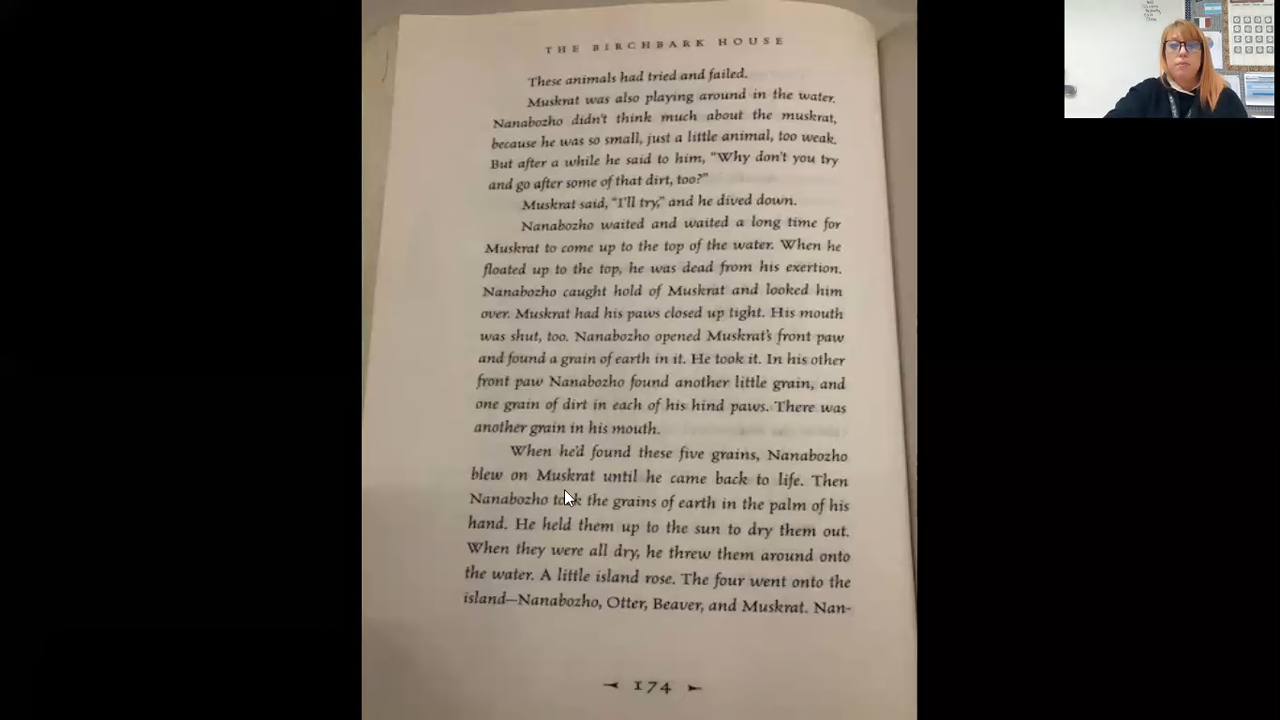 THE BIRCHBARK HOUSE
These animals had tried and failed.
Muskrat was also playing around in the water.
Nanabozho didn't think much about the muskrat,
because he was so small, just a little animal, too weak.
But after a while he said to him, “Why don't you try
and go after some of that dirt, too?”
Muskrat said, “I'll try,” and he dived down.
Nanabozho waited and waited a long time for
Muskrat to come up to the top of the water. When he
floated up to the top, he was dead from his exertion.
Nanabozho caught hold of Muskrat and looked him
over. Muskrat had his paws closed up tight. His mouth
was shut, too. Nanabozho opened Muskrat's front paw
and found a grain of earth in it. He took it. In his other
front paw Nanabozho found another little grain, and
one grain of dirt in each of his hind paws. There was
another grain in his mouth.
When he'd found these five grains, Nanabozho
blew on Muskrat until he came back to life. Then
Nanabozho took the grains of earth in the palm of his
hand. He held them up to the sun to dry them out.
When they were all dry, he threw them around onto
the water. A little island rose. The four went onto the
island—Nanabozho, Otter, Beaver, and Muskrat. Nan-
174